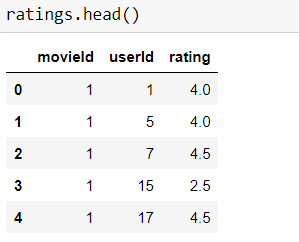 ratings.head()
movieId userId rating
0 1 1 4.0
1 1 5 4.0
2 1 7 4.5
3 1 15 2.5
4 1 17 4.5